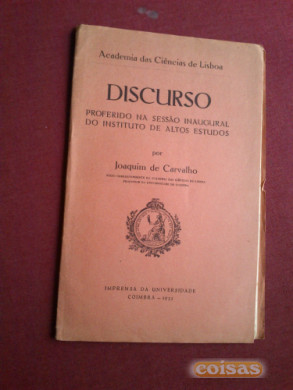 Academia das Ciências de Lisboa
DISCURSO
PROFERIDO NA SESSÃO INAUGURAL
DO INSTITUTO DE ALTOS ESTUDOS
por
Joaquim de Carvalho
IMPRENSA DA UNIVERSIDADE
COIMBRA
coisas